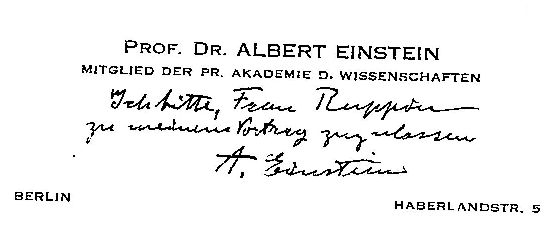 PROF. DR. ALBERT EINSTEIN
MITGLIED DER PR. AKADEMIE D. WISSENSCHAFTEN
Ich bitte, Frau
zu meinem Vortrag zuzulassen
A. Einstein
BERLIN
HABERLANDSTR. 5